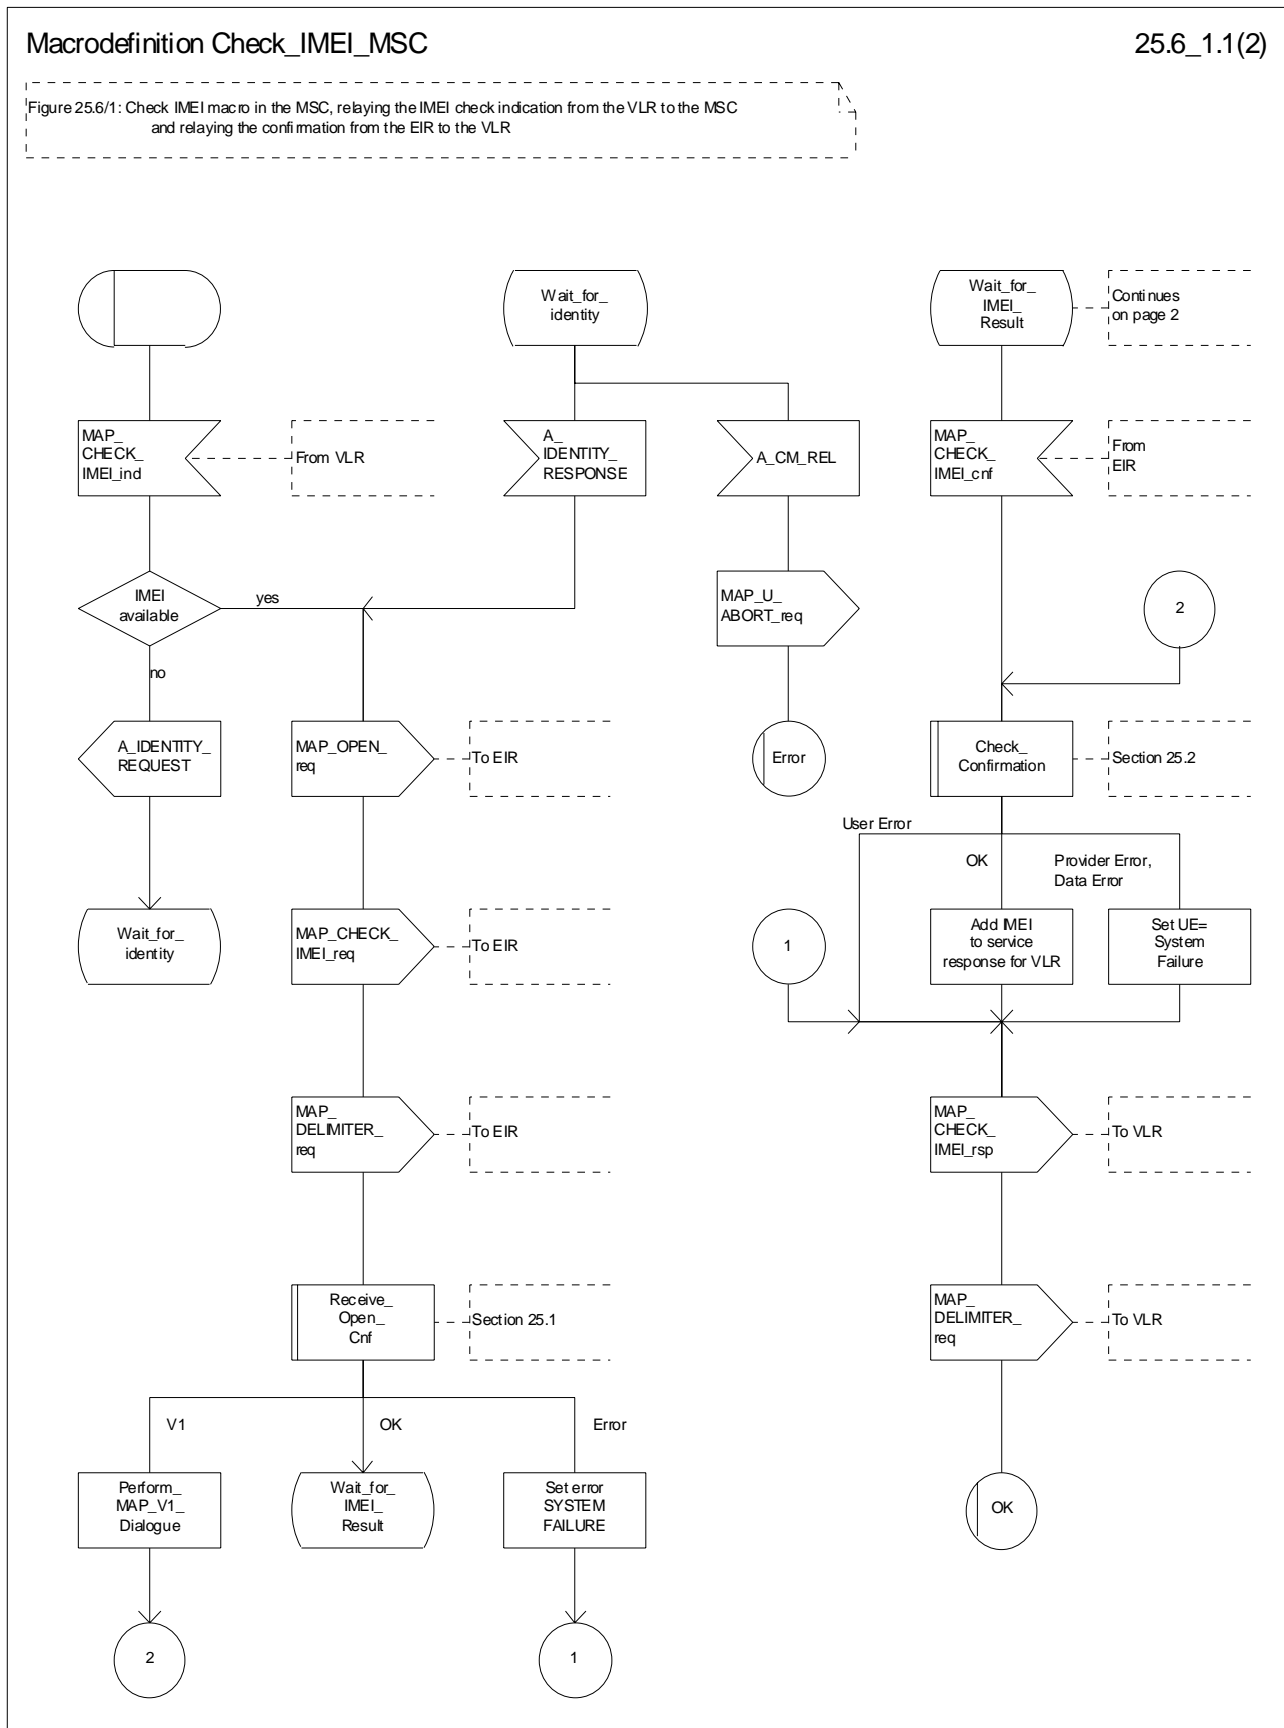 Macrodefinition Check_IMEI_MSC
25.6_1.1(2)
Figure 25.6/1: Check IMEI macro in the MSC, relaying the IMEI check indication from the VLR to the MSC
and relaying the confirmation from the EIR to the VLR
Wait_for_
identity
Wait_for_
IMEI_
Result
Continues
on page 2
MAP_
CHECK_
IMEI_ind
From VLR
A_
IDENTITY_
RESPONSE
A_CM_REL
MAP_
CHECK_
IMEI_cnf
From
EIR
IMEI
available
yes
no
MAP_U_
ABORT_req
2
A_IDENTITY_
REQUEST
MAP_OPEN_
req
To EIR
Error
Check_
Confirmation
Section 25.2
User Error
OK
Provider Error,
Data Error
Wait_for_
identity
MAP_CHECK_
IMEI_req
To EIR
1
Add IMEI
to service
response for VLR
Set UE=
System
Failure
MAP_
DELIMITER_
req
To EIR
MAP_
CHECK_
IMEI_rsp
To VLR
Receive_
Open_
Cnf
Section 25.1
MAP_
DELIMITER_
req
To VLR
V1
OK
Error
Perform_
MAP_V1_
Dialogue
Wait_for_
IMEI_
Result
Set error
SYSTEM
FAILURE
OK
2
1